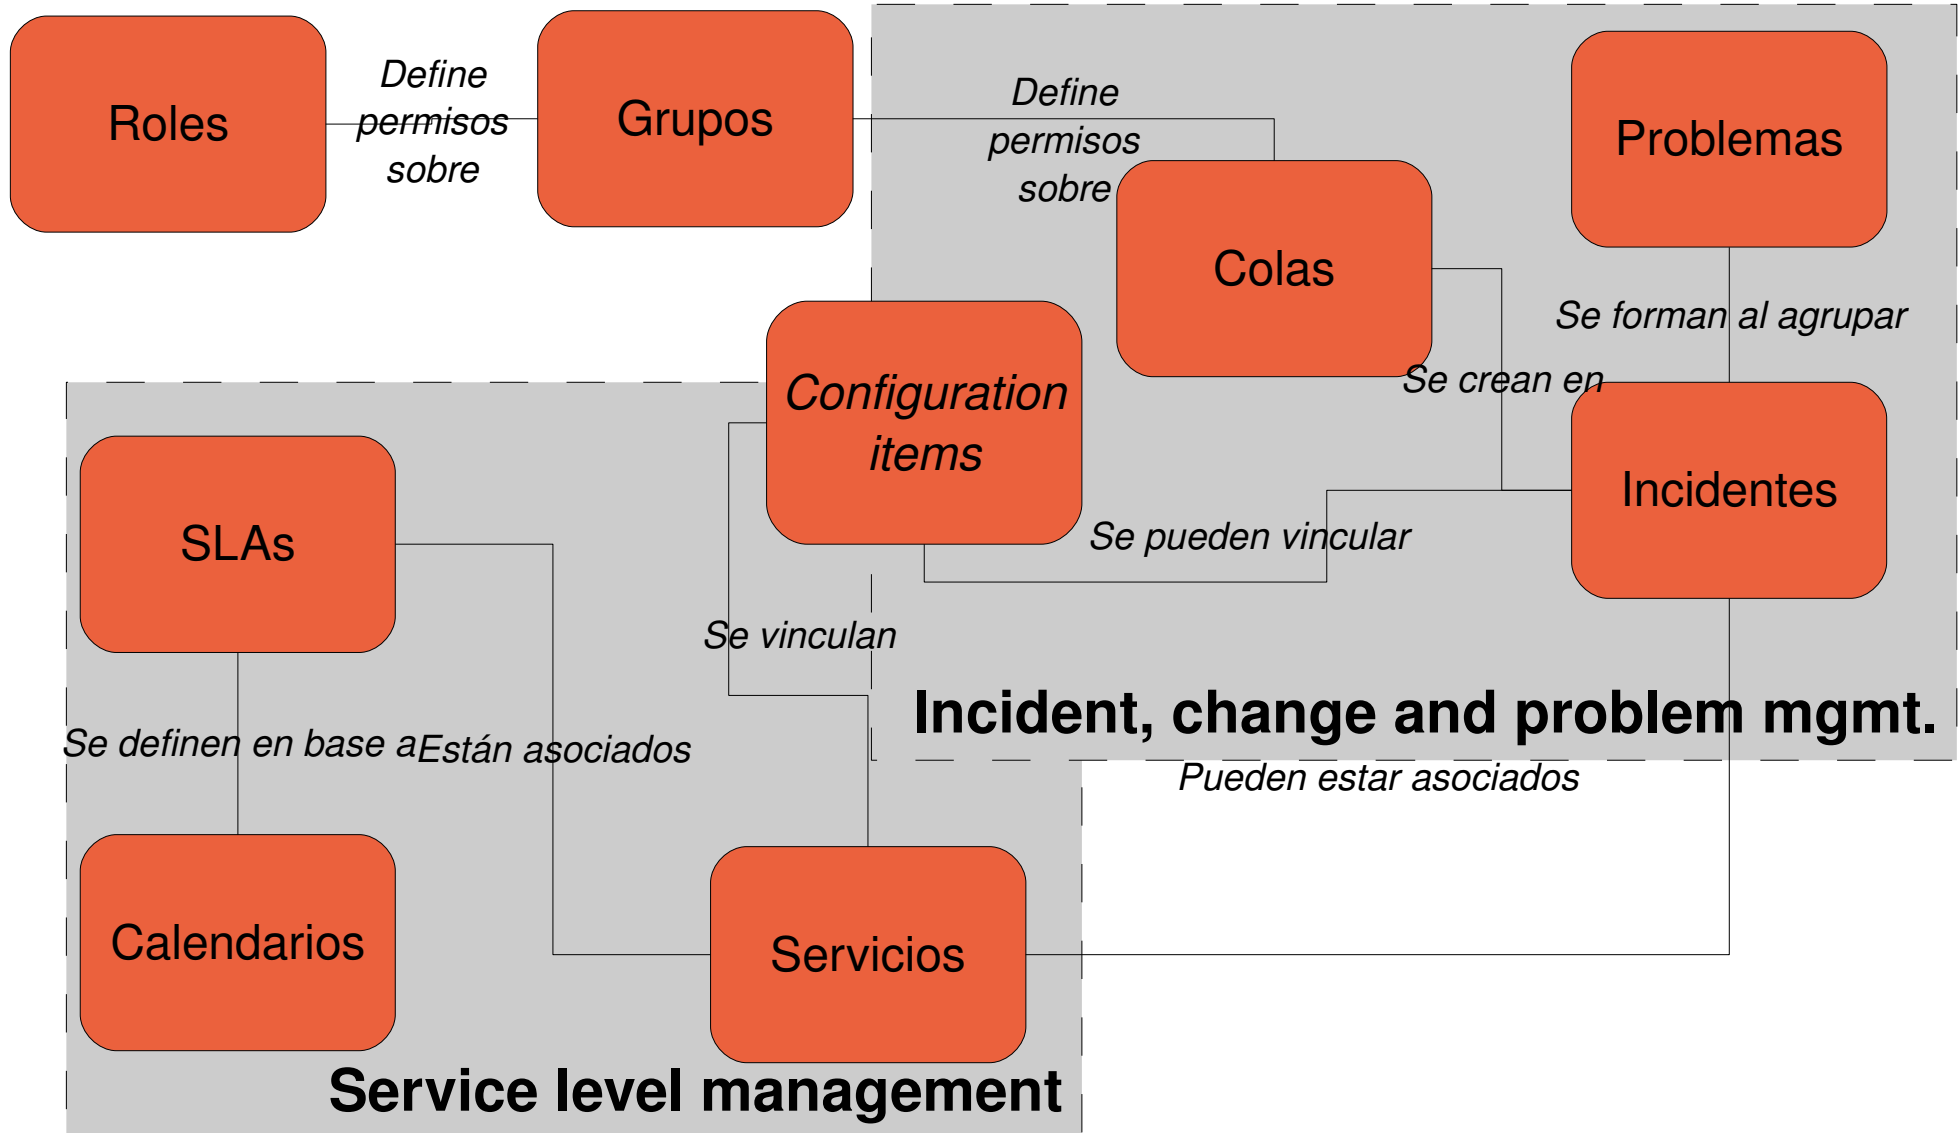 Roles
Define
permisos
sobre
Grupos
Define
permisos
sobre
Problemas
Colas
Se forman al agrupar
Se crean en
Configuration
items
Incidentes
SLAs
Se pueden vincular
Se vinculan
Incident, change and problem mgmt.
Se definen en base a
Están asociados
Pueden estar asociados
Calendarios
Servicios
Service level management